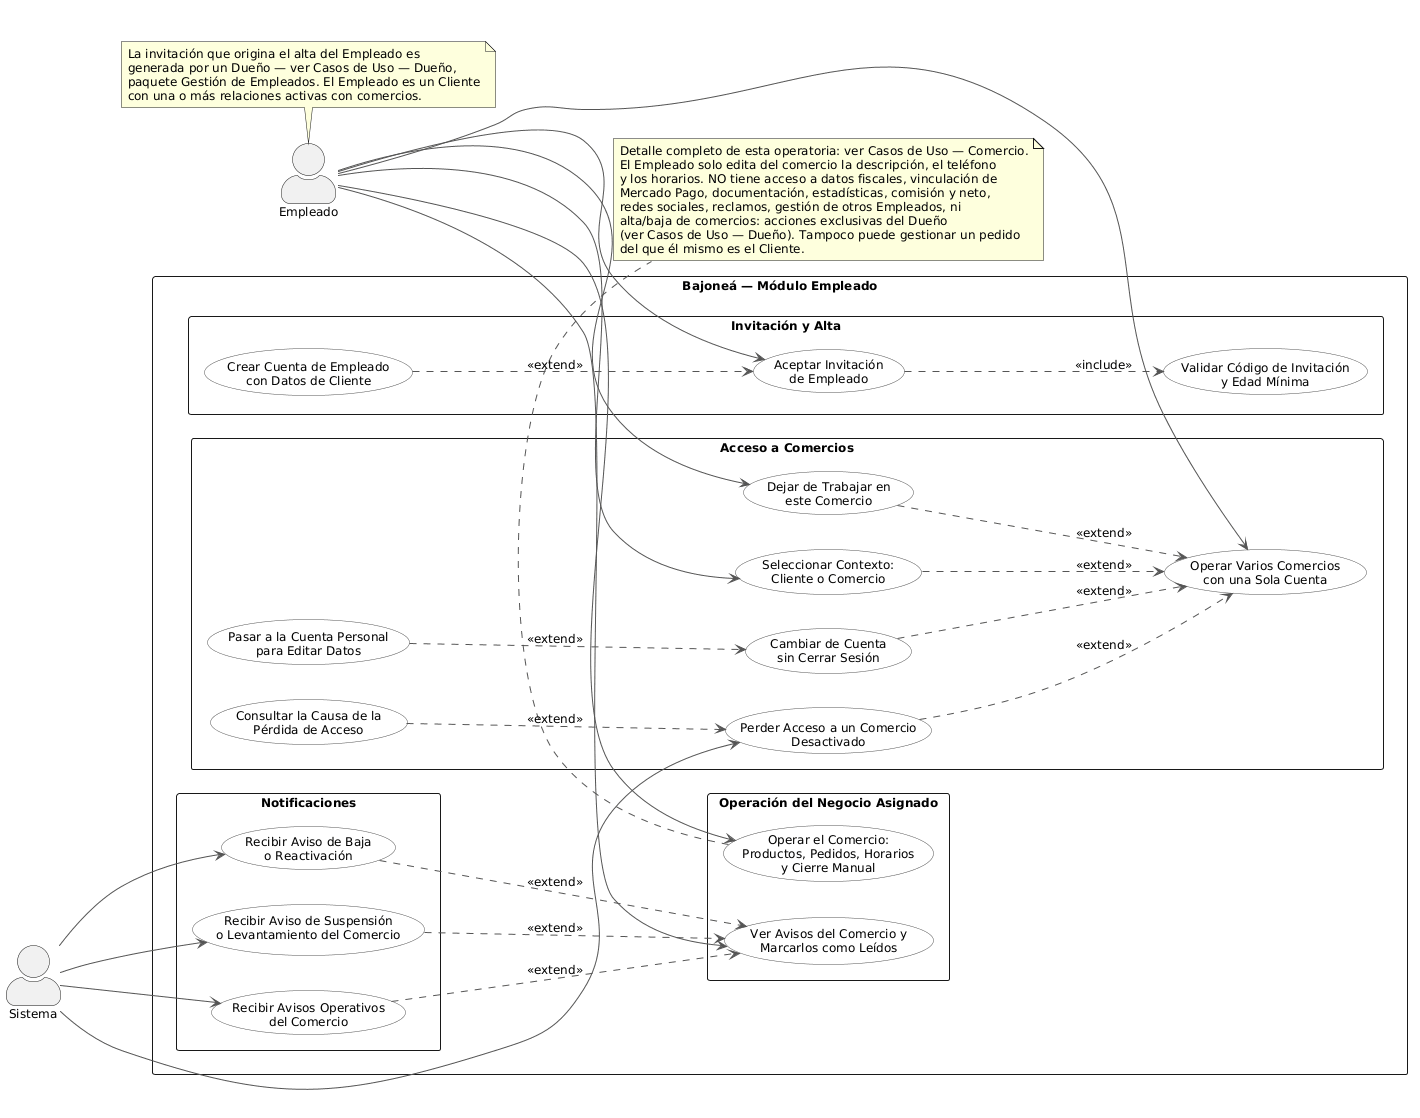 La invitación que origina el alta del Empleado es
generada por un Dueño — ver Casos de Uso — Dueño,
paquete Gestión de Empleados. El Empleado es un Cliente
con una o más relaciones activas con comercios.
Empleado
Detalle completo de esta operatoria: ver Casos de Uso — Comercio.
El Empleado solo edita del comercio la descripción, el teléfono
y los horarios. NO tiene acceso a datos fiscales, vinculación de
Mercado Pago, documentación, estadísticas, comisión y neto,
redes sociales, reclamos, gestión de otros Empleados, ni
alta/baja de comercios: acciones exclusivas del Dueño
(ver Casos de Uso — Dueño). Tampoco puede gestionar un pedido
del que él mismo es el Cliente.
Bajoneá — Módulo Empleado
Invitación y Alta
Crear Cuenta de Empleado
con Datos de Cliente
«extend»
Aceptar Invitación
de Empleado
«include»
Validar Código de Invitación
y Edad Mínima
Acceso a Comercios
Dejar de Trabajar en
este Comercio
«extend»
Seleccionar Contexto:
Cliente o Comercio
«extend»
Operar Varios Comercios
con una Sola Cuenta
«extend»
Pasar a la Cuenta Personal
para Editar Datos
«extend»
Cambiar de Cuenta
sin Cerrar Sesión
«extend»
Consultar la Causa de la
Pérdida de Acceso
«extend»
Perder Acceso a un Comercio
Desactivado
Notificaciones
Operación del Negocio Asignado
Recibir Aviso de Baja
o Reactivación
Operar el Comercio:
Productos, Pedidos, Horarios
y Cierre Manual
«extend»
Recibir Aviso de Suspensión
o Levantamiento del Comercio
«extend»
Ver Avisos del Comercio y
Marcarlos como Leídos
«extend»
Recibir Avisos Operativos
del Comercio
Sistema